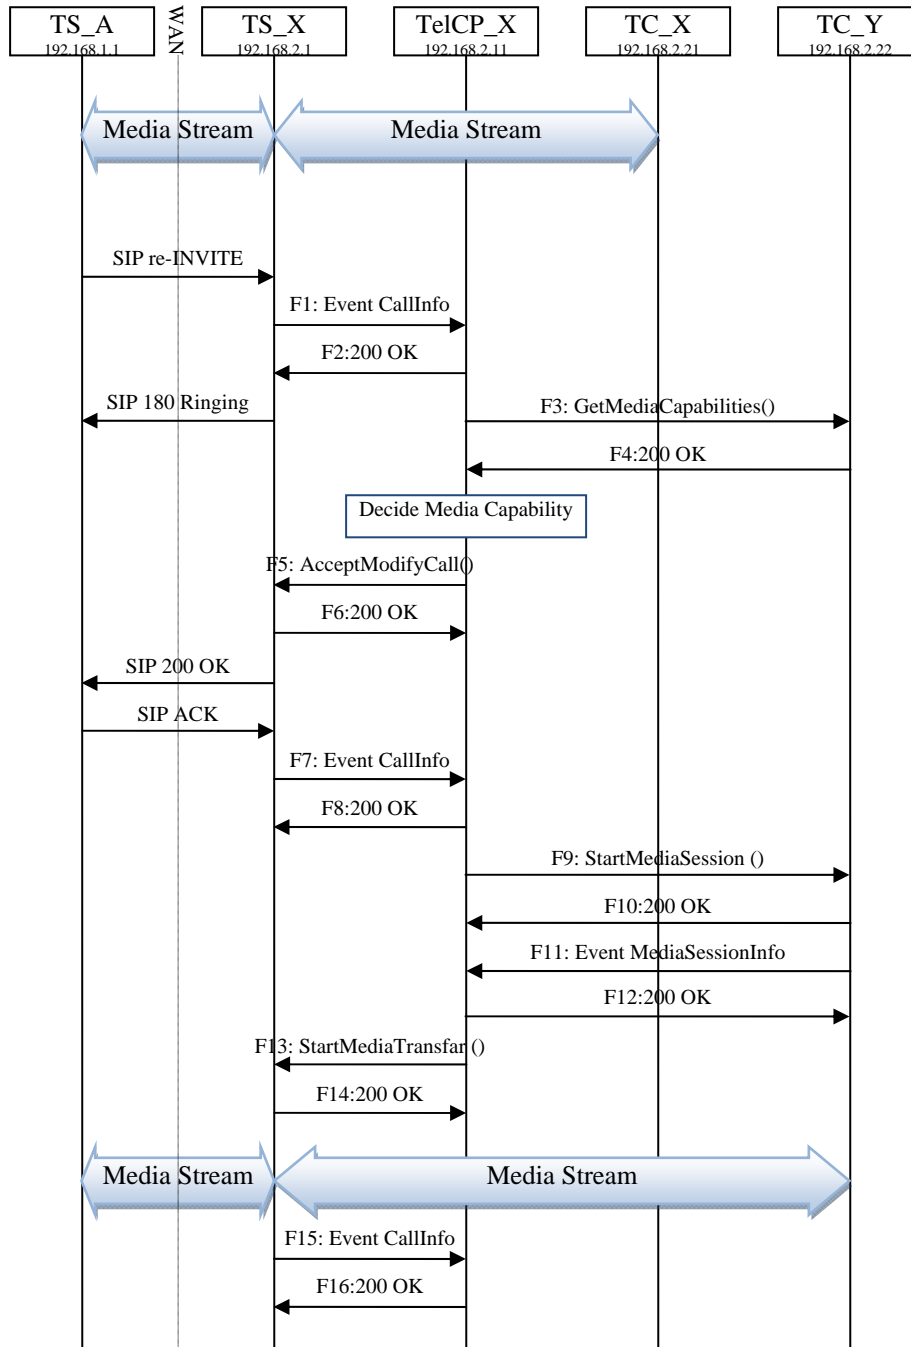 TS_A
192.168.1.1
WAN
TS_X
192.168.2.1
TelCP_X
192.168.2.11
TC_X
192.168.2.21
TC_Y
192.168.2.22
Media Stream
Media Stream
SIP re-INVITE
F1: Event CallInfo
F2:200 OK
SIP 180 Ringing
F3: GetMediaCapabilities()
F4:200 OK
Decide Media Capability
F5: AcceptModifyCall()
F6:200 OK
SIP 200 OK
SIP ACK
F7: Event CallInfo
F8:200 OK
F9: StartMediaSession ()
F10:200 OK
F11: Event MediaSessionInfo
F12:200 OK
F13: StartMediaTransfar ()
F14:200 OK
Media Stream
Media Stream
F15: Event CallInfo
F16:200 OK